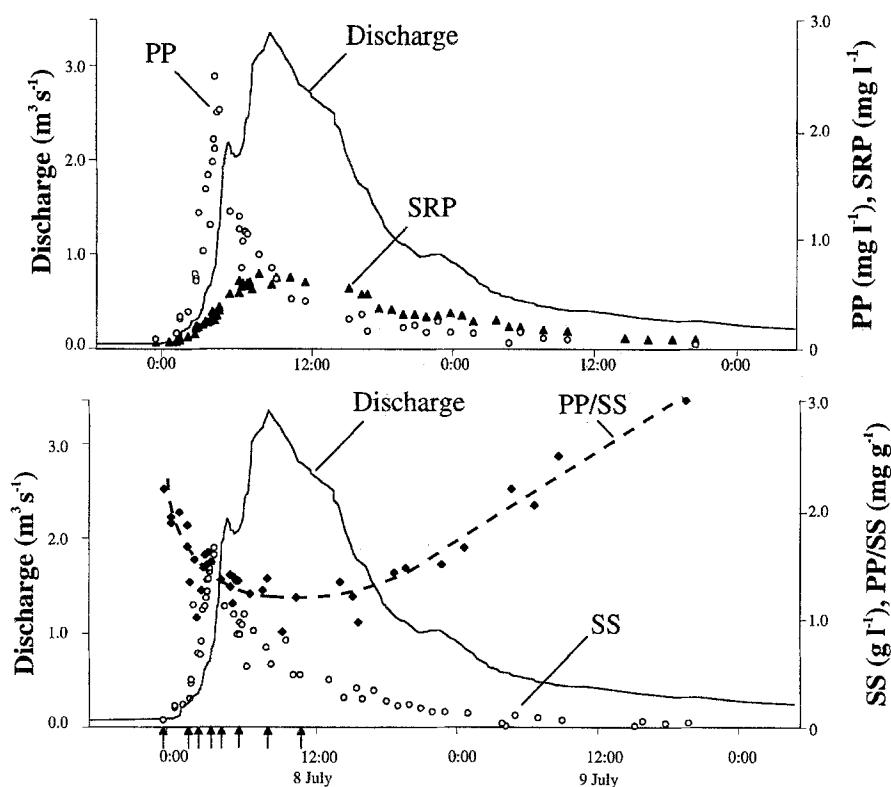 3.0
PP
Discharge
3.0
2.0
2.0
SRP
1.0
1.0
0.0
0
Discharge (m³ s⁻¹)
PP (mg l⁻¹), SRP (mg l⁻¹)
0:00
12:00
0:00
12:00
0:00
Discharge
PP/SS
3.0
3.0
2.0
2.0
1.0
1.0
SS
0.0
0
Discharge (m³ s⁻¹)
SS (g l⁻¹), PP/SS (mg g⁻¹)
0:00
12:00
0:00
12:00
0:00
8 July
9 July